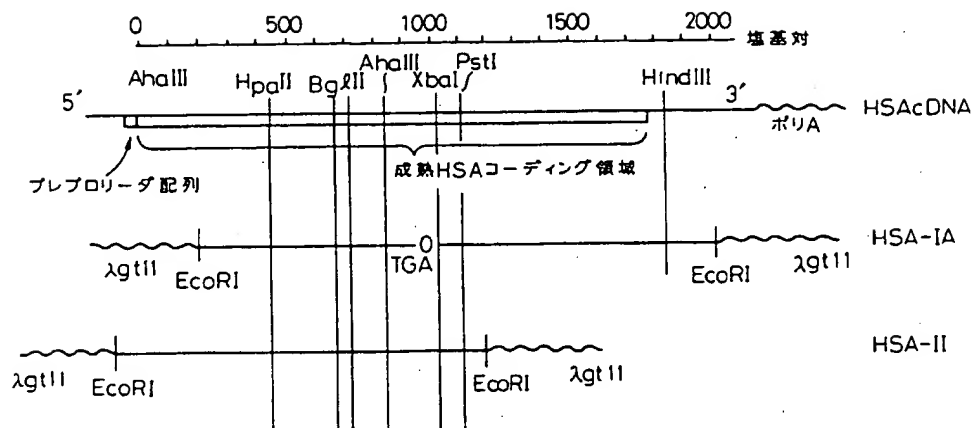 0 500 1000 1500 2000 塩基対
AhaIII HpaII BglII AhaIII XbaI PstI HindIII
5′ 3′ HSAcDNA
ポリA
プレプロリーダ配列 成熟HSAコーディング領域
0 HSA-IA
λgt11 EcoRI TGA EcoRI λgt11
HSA-II
λgt11 EcoRI EcoRI λgt11